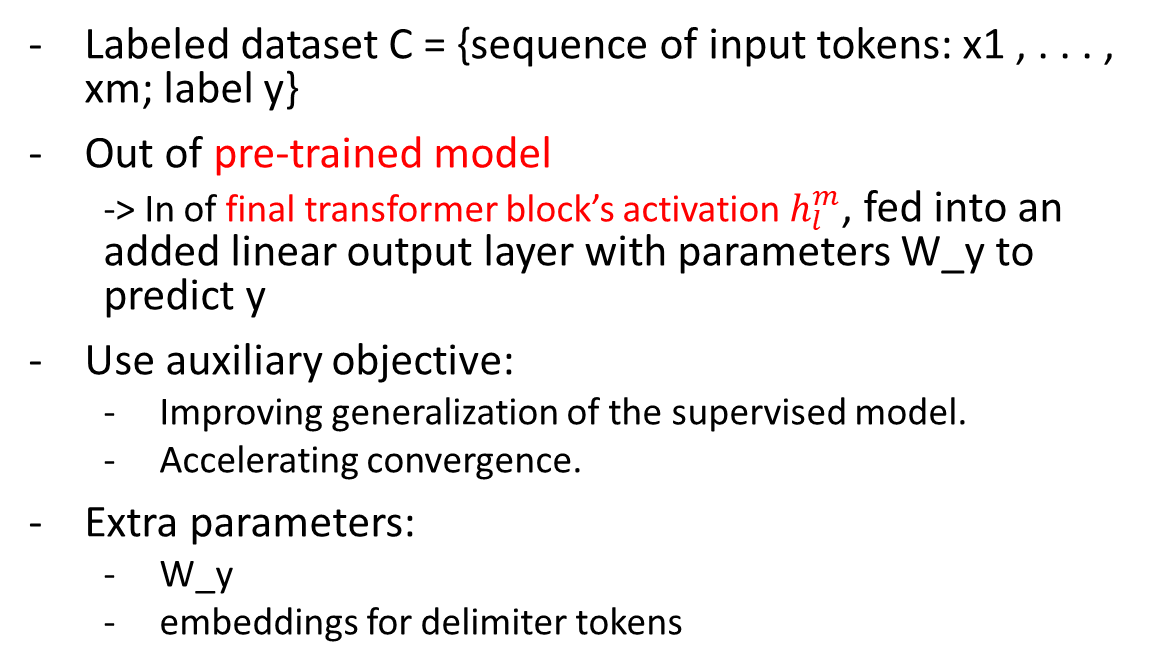 - Labeled dataset C = {sequence of input tokens: x1 , . . . ,
xm; label y}
- Out of pre-trained model
-> In of final transformer block’s activation $h_l^m$, fed into an
added linear output layer with parameters W_y to
predict y
- Use auxiliary objective:
- Improving generalization of the supervised model.
- Accelerating convergence.
- Extra parameters:
- W_y
- embeddings for delimiter tokens